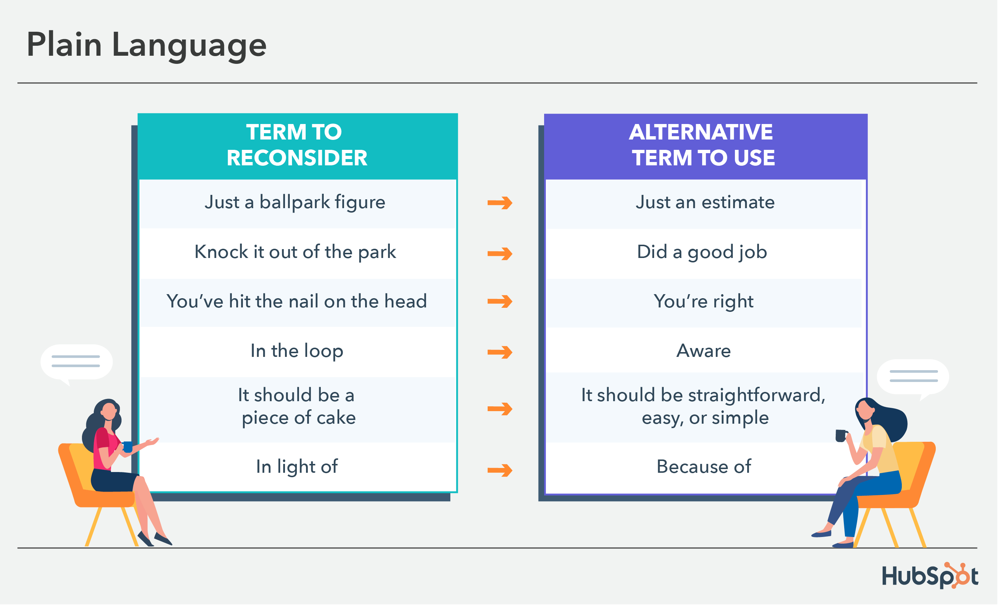 Plain Language
TERM TO
RECONSIDER
ALTERNATIVE
TERM TO USE
Just a ballpark figure
Just an estimate
Knock it out of the park
Did a good job
You’ve hit the nail on the head
You’re right
In the loop
Aware
It should be a
piece of cake
It should be straightforward,
easy, or simple
In light of
Because of
HubSpot